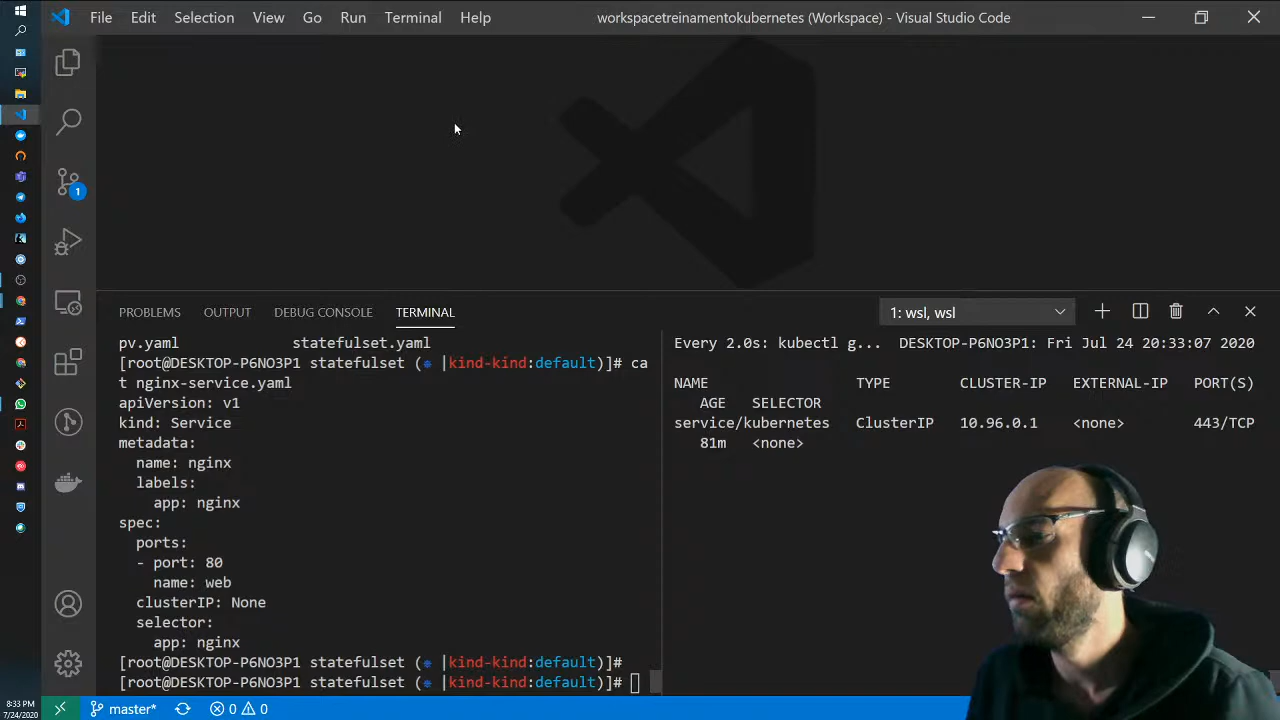 File Edit Selection View Go Run Terminal Help
workspacetreinamentokubernetes (Workspace) - Visual Studio Code
1
PROBLEMS OUTPUT DEBUG CONSOLE TERMINAL
1: wsl, wsl
pv.yaml statefulset.yaml
[root@DESKTOP-P6NO3P1 statefulset (⎈ |kind-kind:default)]# ca
t nginx-service.yaml
apiVersion: v1
kind: Service
metadata:
name: nginx
labels:
app: nginx
spec:
ports:
- port: 80
name: web
clusterIP: None
selector:
app: nginx
[root@DESKTOP-P6NO3P1 statefulset (⎈ |kind-kind:default)]#
[root@DESKTOP-P6NO3P1 statefulset (⎈ |kind-kind:default)]#
Every 2.0s: kubectl g... DESKTOP-P6NO3P1: Fri Jul 24 20:33:07 2020
NAME TYPE CLUSTER-IP EXTERNAL-IP PORT(S)
AGE SELECTOR
service/kubernetes ClusterIP 10.96.0.1 <none> 443/TCP
81m <none>
8:33 PM
7/24/2020
master* 0 0